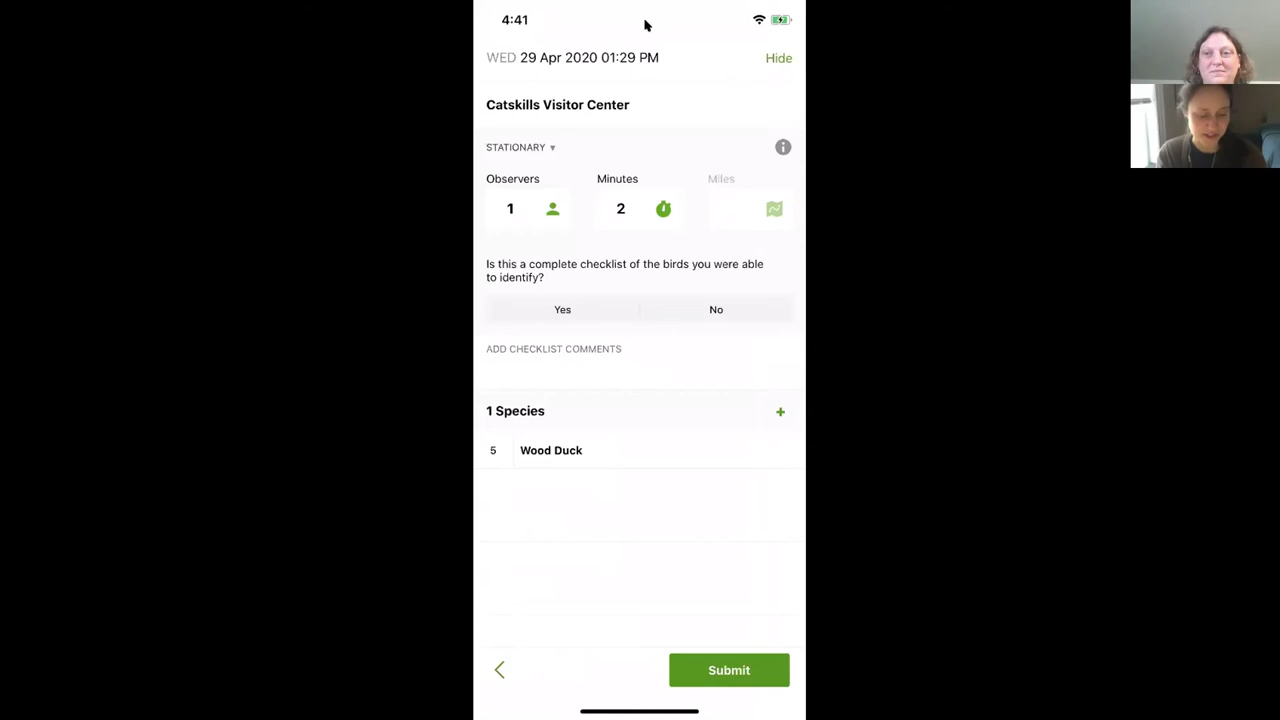 4:41
WED 29 Apr 2020 01:29 PM Hide
Catskills Visitor Center
STATIONARY ▼
Observers Minutes Miles
1 2
Is this a complete checklist of the birds you were able
to identify?
Yes No
ADD CHECKLIST COMMENTS
1 Species +
5 Wood Duck
Submit